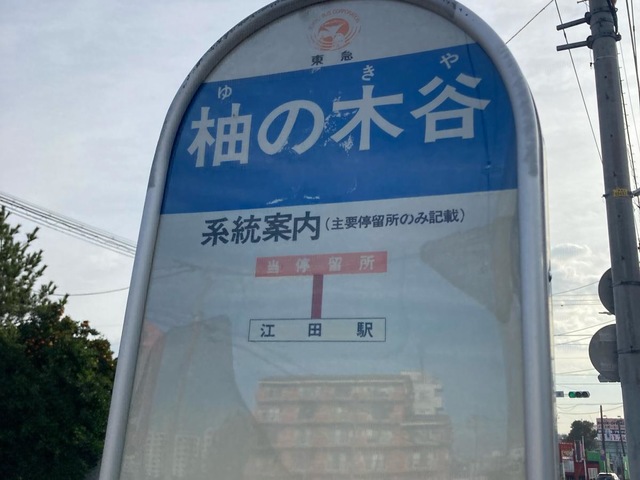 東急
ゆ き や
柚の木谷
系統案内(主要停留所のみ記載)
当停留所
江田駅